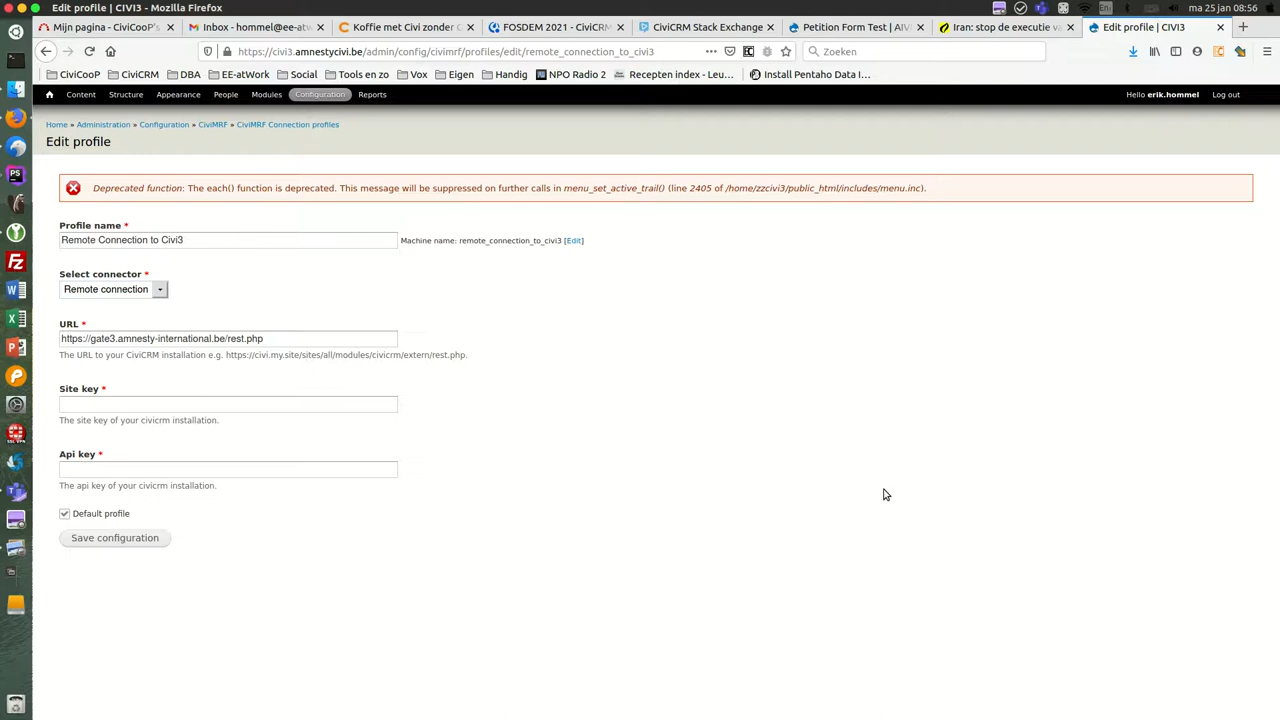 Edit profile | CIVI3 - Mozilla Firefox
En
ma 25 jan 08:56
Mijn pagina - CiviCooP's
Inbox - hommel@ee-atw
Koffie met Civi zonder
FOSDEM 2021 - CiviCRM
CiviCRM Stack Exchange
Petition Form Test | AIVI
Iran: stop de executie va
Edit profile | CIVI3
https://civi3.amnestycivi.be/admin/config/civimrf/profiles/edit/remote_connection_to_civi3
Zoeken
CiviCooP
CiviCRM
DBA
EE-atWork
Social
Tools en zo
Vox
Eigen
Handig
NPO Radio 2
Recepten index - Leu...
Install Pentaho Data I...
Content
Structure
Appearance
People
Modules
Configuration
Reports
Hello erik.hommel
Log out
Home » Administration » Configuration » CiviMRF » CiviMRF Connection profiles
Edit profile
Deprecated function: The each() function is deprecated. This message will be suppressed on further calls in menu_set_active_trail() (line 2405 of /home/zzcivi3/public_html/includes/menu.inc).
Profile name *
Remote Connection to Civi3
Machine name: remote_connection_to_civi3 [Edit]
Select connector *
Remote connection
URL *
https://gate3.amnesty-international.be/rest.php
The URL to your CiviCRM installation e.g. https://civi.my.site/sites/all/modules/civicrm/extern/rest.php.
Site key *
The site key of your civicrm installation.
Api key *
The api key of your civicrm installation.
Default profile
Save configuration